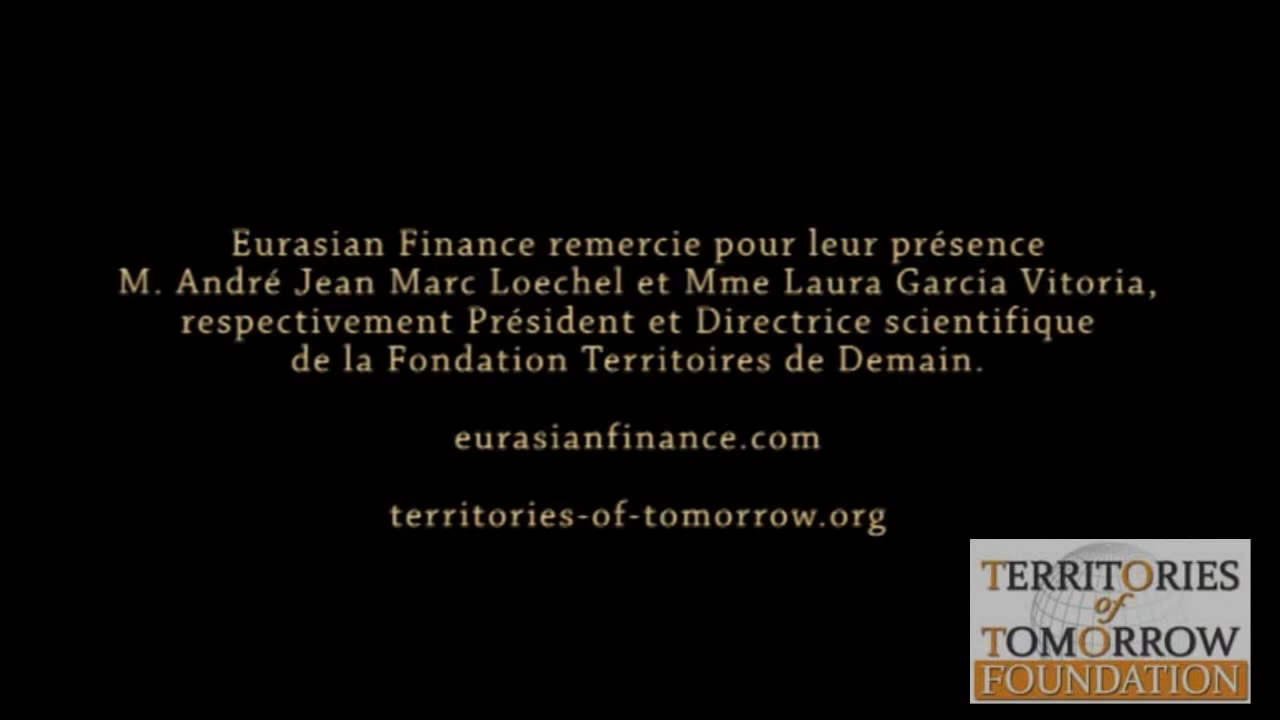 Eurasian Finance remercie pour leur présence
M. André Jean Marc Loechel et Mme Laura Garcia Vitoria,
respectivement Président et Directrice scientifique
de la Fondation Territoires de Demain.
eurasianfinance.com
territories-of-tomorrow.org
TERRITORIES
of
TOMORROW
FOUNDATION